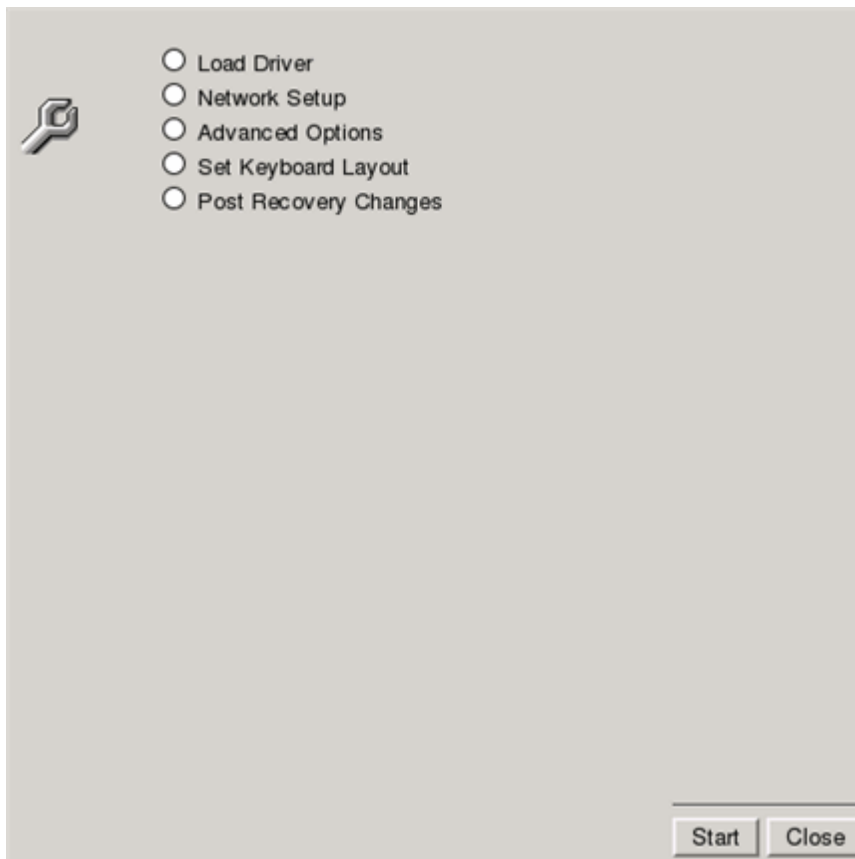 Load Driver
Network Setup
Advanced Options
Set Keyboard Layout
Post Recovery Changes
Start Close